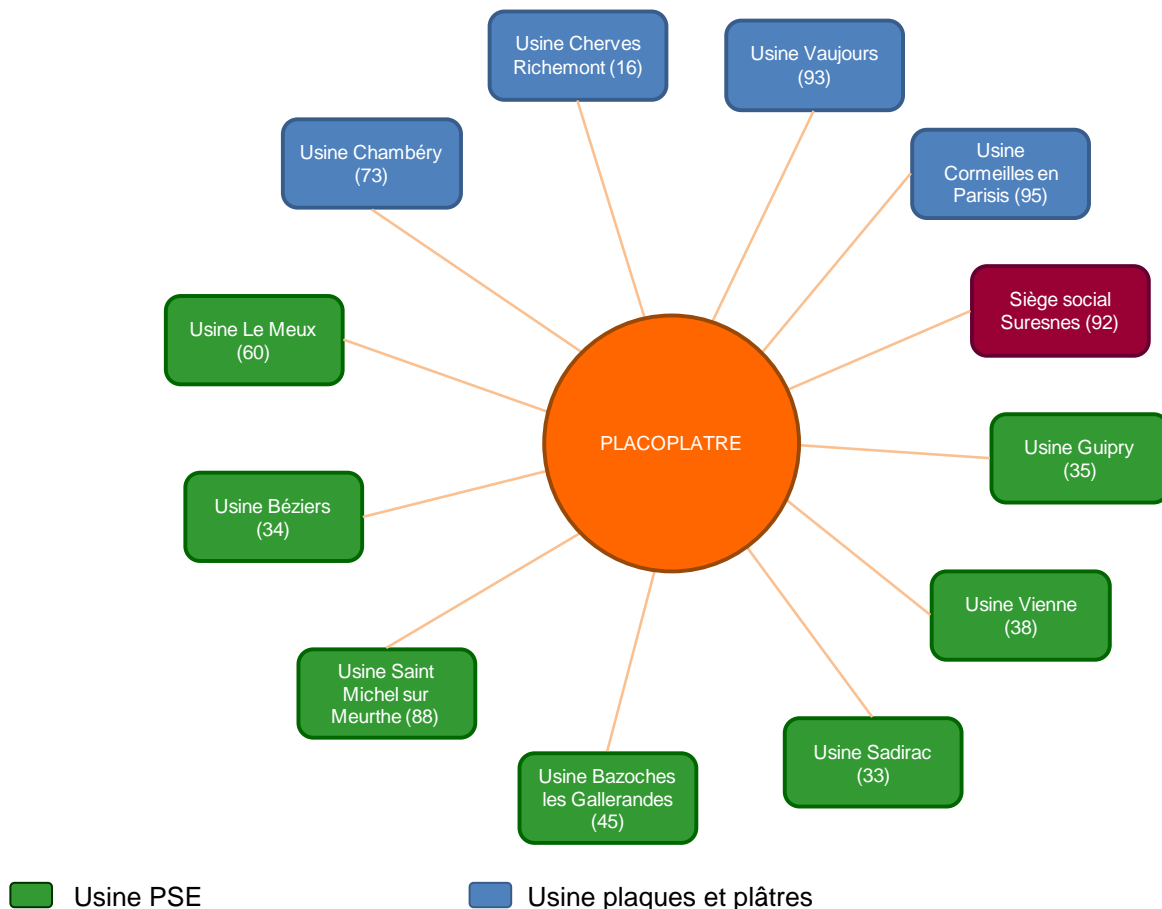 Usine Cherves
Richemont (16)
Usine Vaujours
(93)
Usine Chambéry
(73)
Usine
Cormeilles en
Parisis (95)
Siège social
Suresnes (92)
Usine Le Meux
(60)
PLACOPLATRE
Usine Guipry
(35)
Usine Béziers
(34)
Usine Vienne
(38)
Usine Saint
Michel sur
Meurthe (88)
Usine Sadirac
(33)
Usine Bazoches
les Gallerandes
(45)
Usine PSE
Usine plaques et plâtres